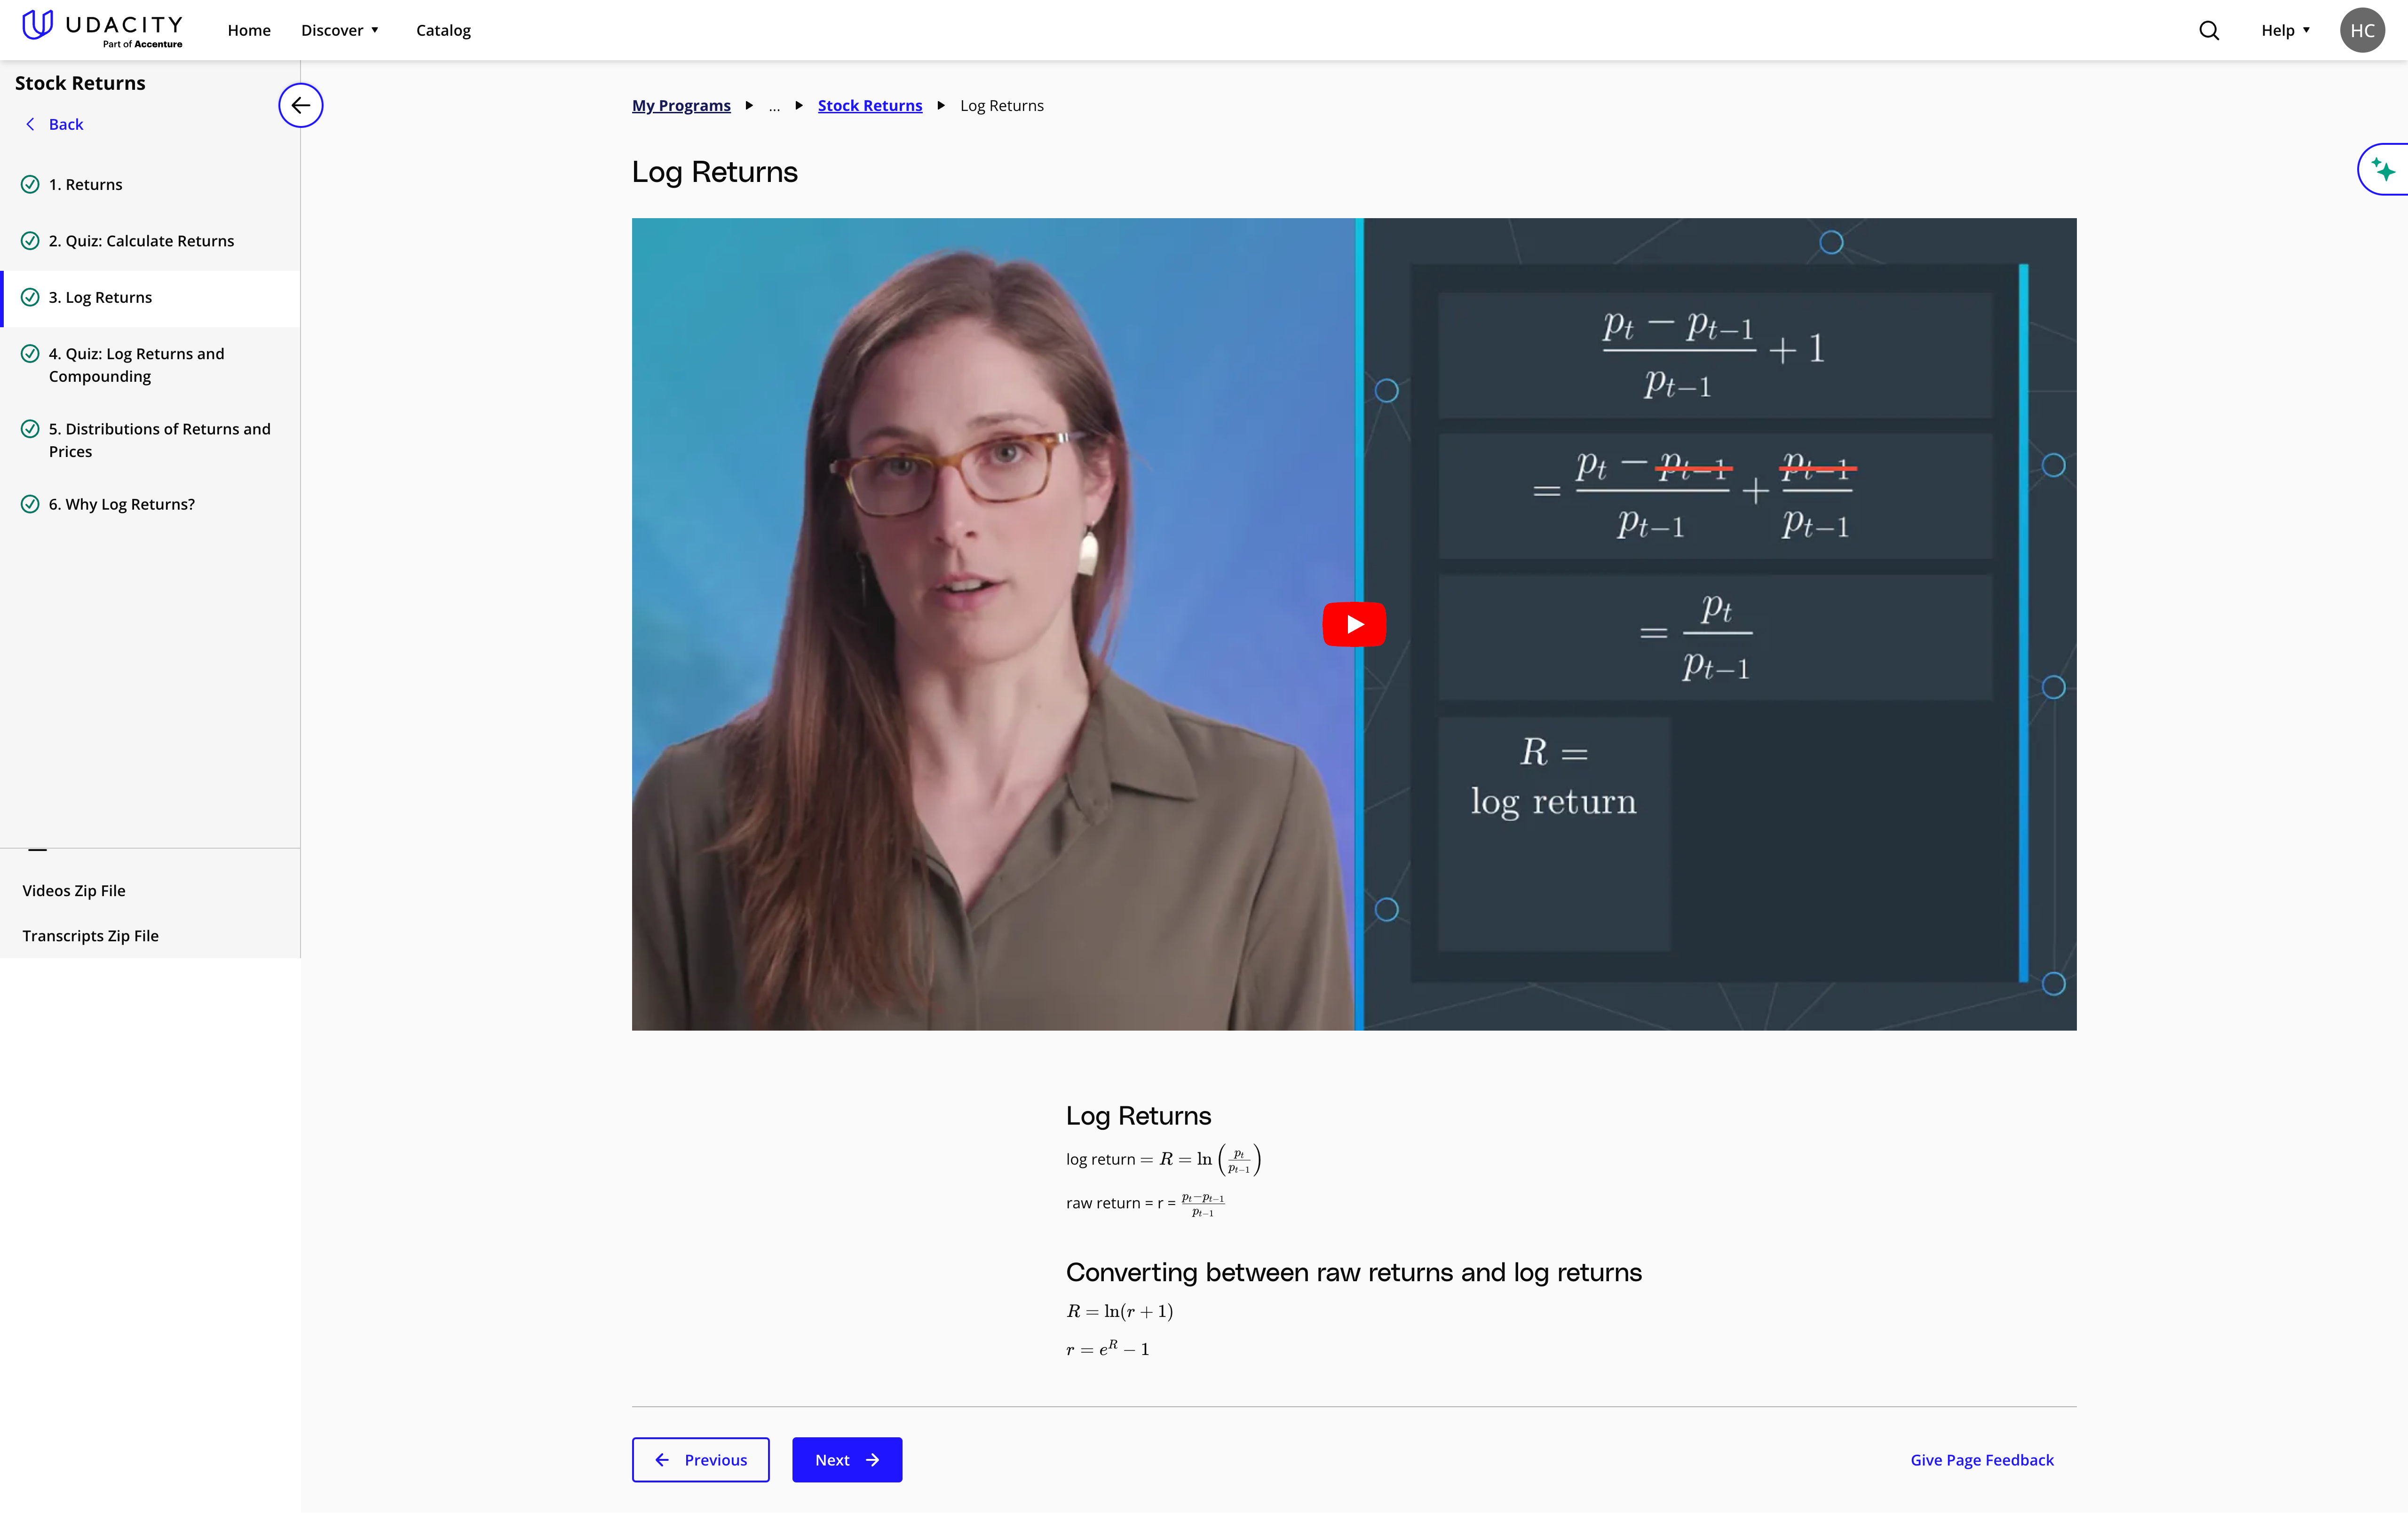 UDACITY
Part of Accenture
Home
Discover
Catalog
Help
HC
Stock Returns
Back
1. Returns
2. Quiz: Calculate Returns
3. Log Returns
4. Quiz: Log Returns and
Compounding
5. Distributions of Returns and
Prices
6. Why Log Returns?
Videos Zip File
Transcripts Zip File
My Programs ... Stock Returns Log Returns
Log Returns
\frac{p_t - p_{t-1}}{p_{t-1}} + 1
= \frac{p_t - p_{t-1}}{p_{t-1}} + \frac{p_{t-1}}{p_{t-1}}
= \frac{p_t}{p_{t-1}}
R =
log return
Log Returns
log return = R = \ln\left(\frac{p_t}{p_{t-1}}\right)
raw return = r = \frac{p_t - p_{t-1}}{p_{t-1}}
Converting between raw returns and log returns
R = ln(r + 1)
r = e^R − 1
Previous
Next
Give Page Feedback